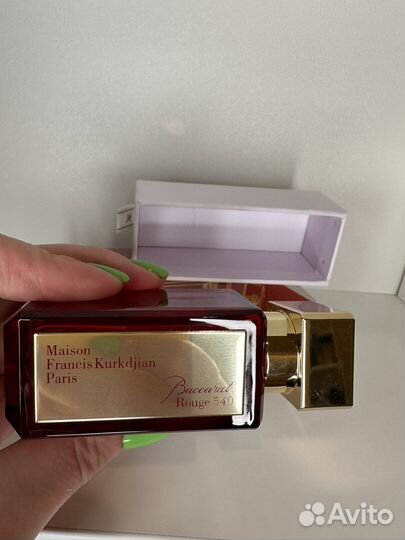 Maison
Francis Kurkdjian
Paris
Baccarat
Rouge 540
Avito